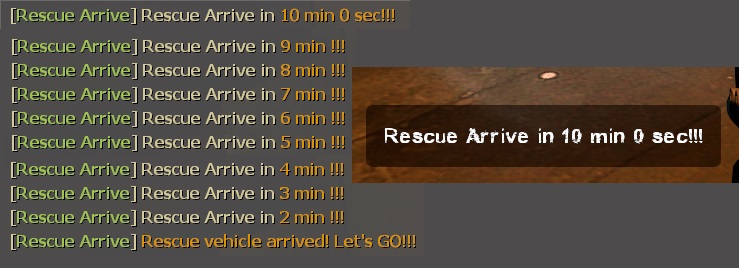 [Rescue Arrive] Rescue Arrive in 10 min 0 sec!!!
[Rescue Arrive] Rescue Arrive in 9 min !!!
[Rescue Arrive] Rescue Arrive in 8 min !!!
[Rescue Arrive] Rescue Arrive in 7 min !!!
[Rescue Arrive] Rescue Arrive in 6 min !!!
[Rescue Arrive] Rescue Arrive in 5 min !!!
[Rescue Arrive] Rescue Arrive in 4 min !!!
[Rescue Arrive] Rescue Arrive in 3 min !!!
[Rescue Arrive] Rescue Arrive in 2 min !!!
[Rescue Arrive] Rescue vehicle arrived! Let's GO!!!
Rescue Arrive in 10 min 0 sec!!!